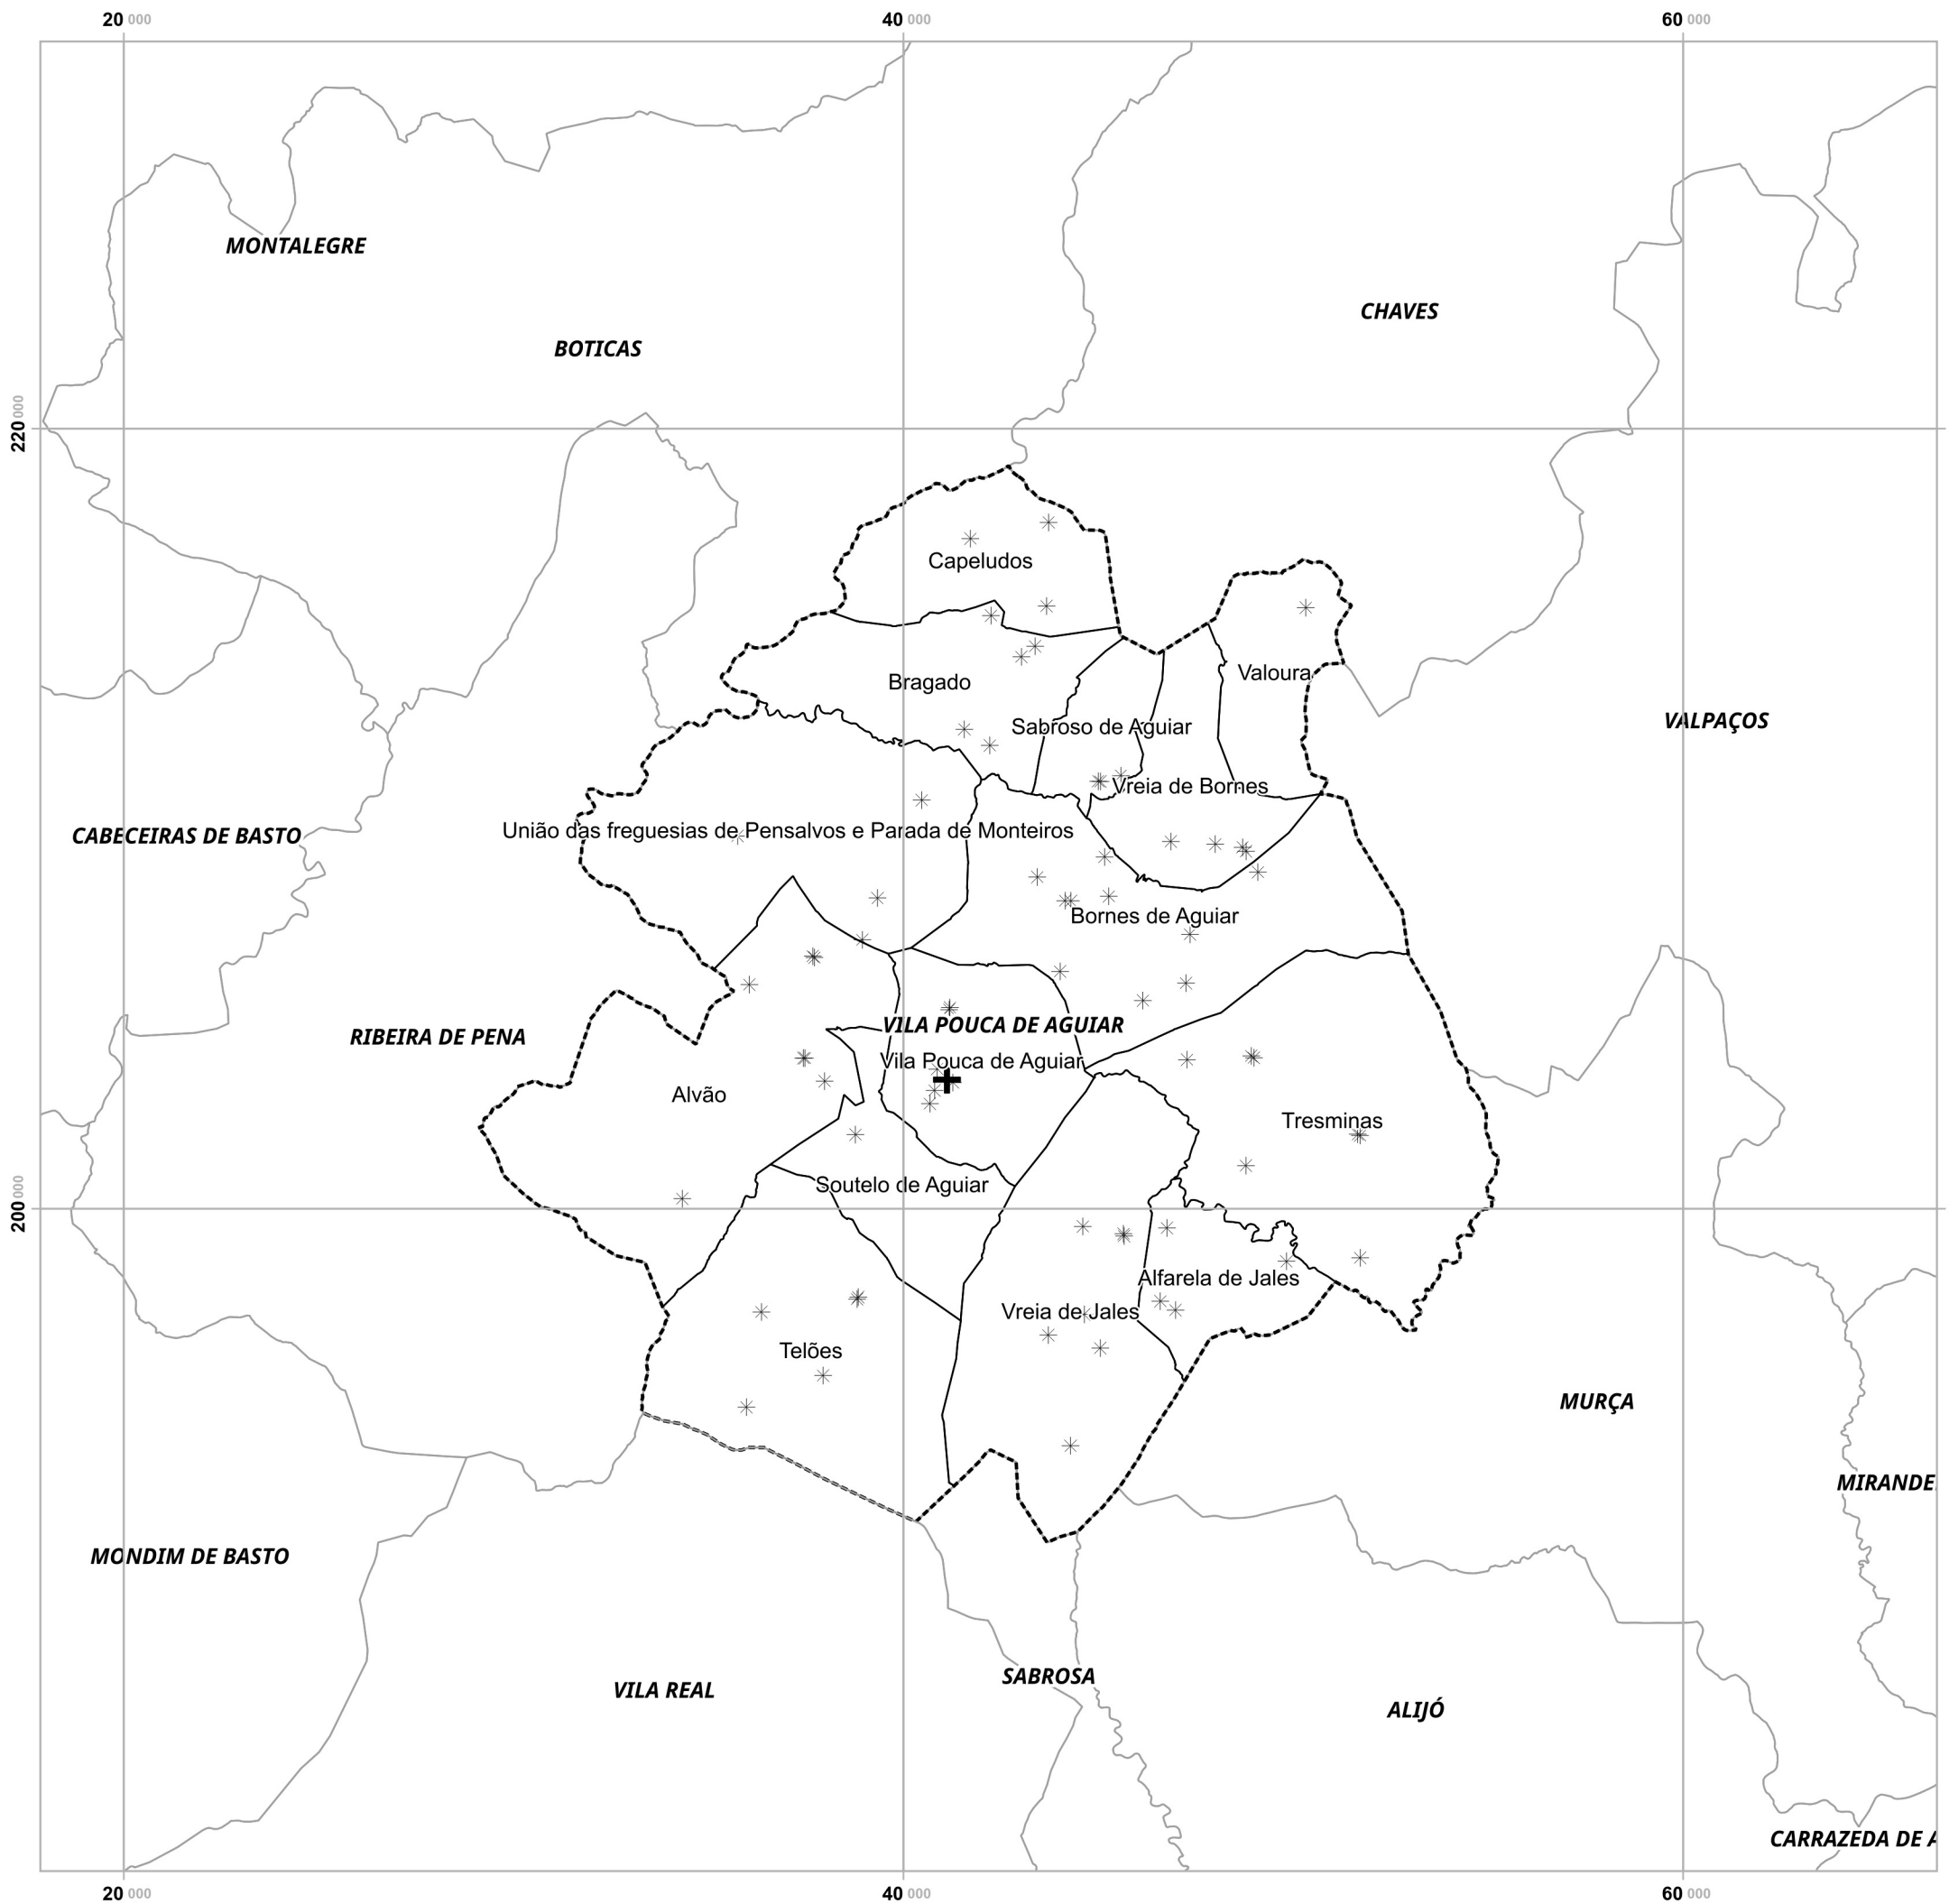 20 000 40 000 60 000
MONTALEGRE
CHAVES
BOTICAS
220 000
Capeludos
Valoura
Bragado
VALPAÇOS
Sabroso de Aguiar
Vreia de Bornes
União das freguesias de Pensalvos e Parada de Monteiros
CABECEIRAS DE BASTO
Bornes de Aguiar
VILA POUCA DE AGUIAR
RIBEIRA DE PENA
Vila Pouca de Aguiar
Alvão
Tresminas
Soutelo de Aguiar
200 000
Alfarela de Jales
Vreia de Jales
Telões
MURÇA
MIRANDE
MONDIM DE BASTO
SABROSA
VILA REAL
ALIJÓ
CARRAZEDA DE A
20 000 40 000 60 000